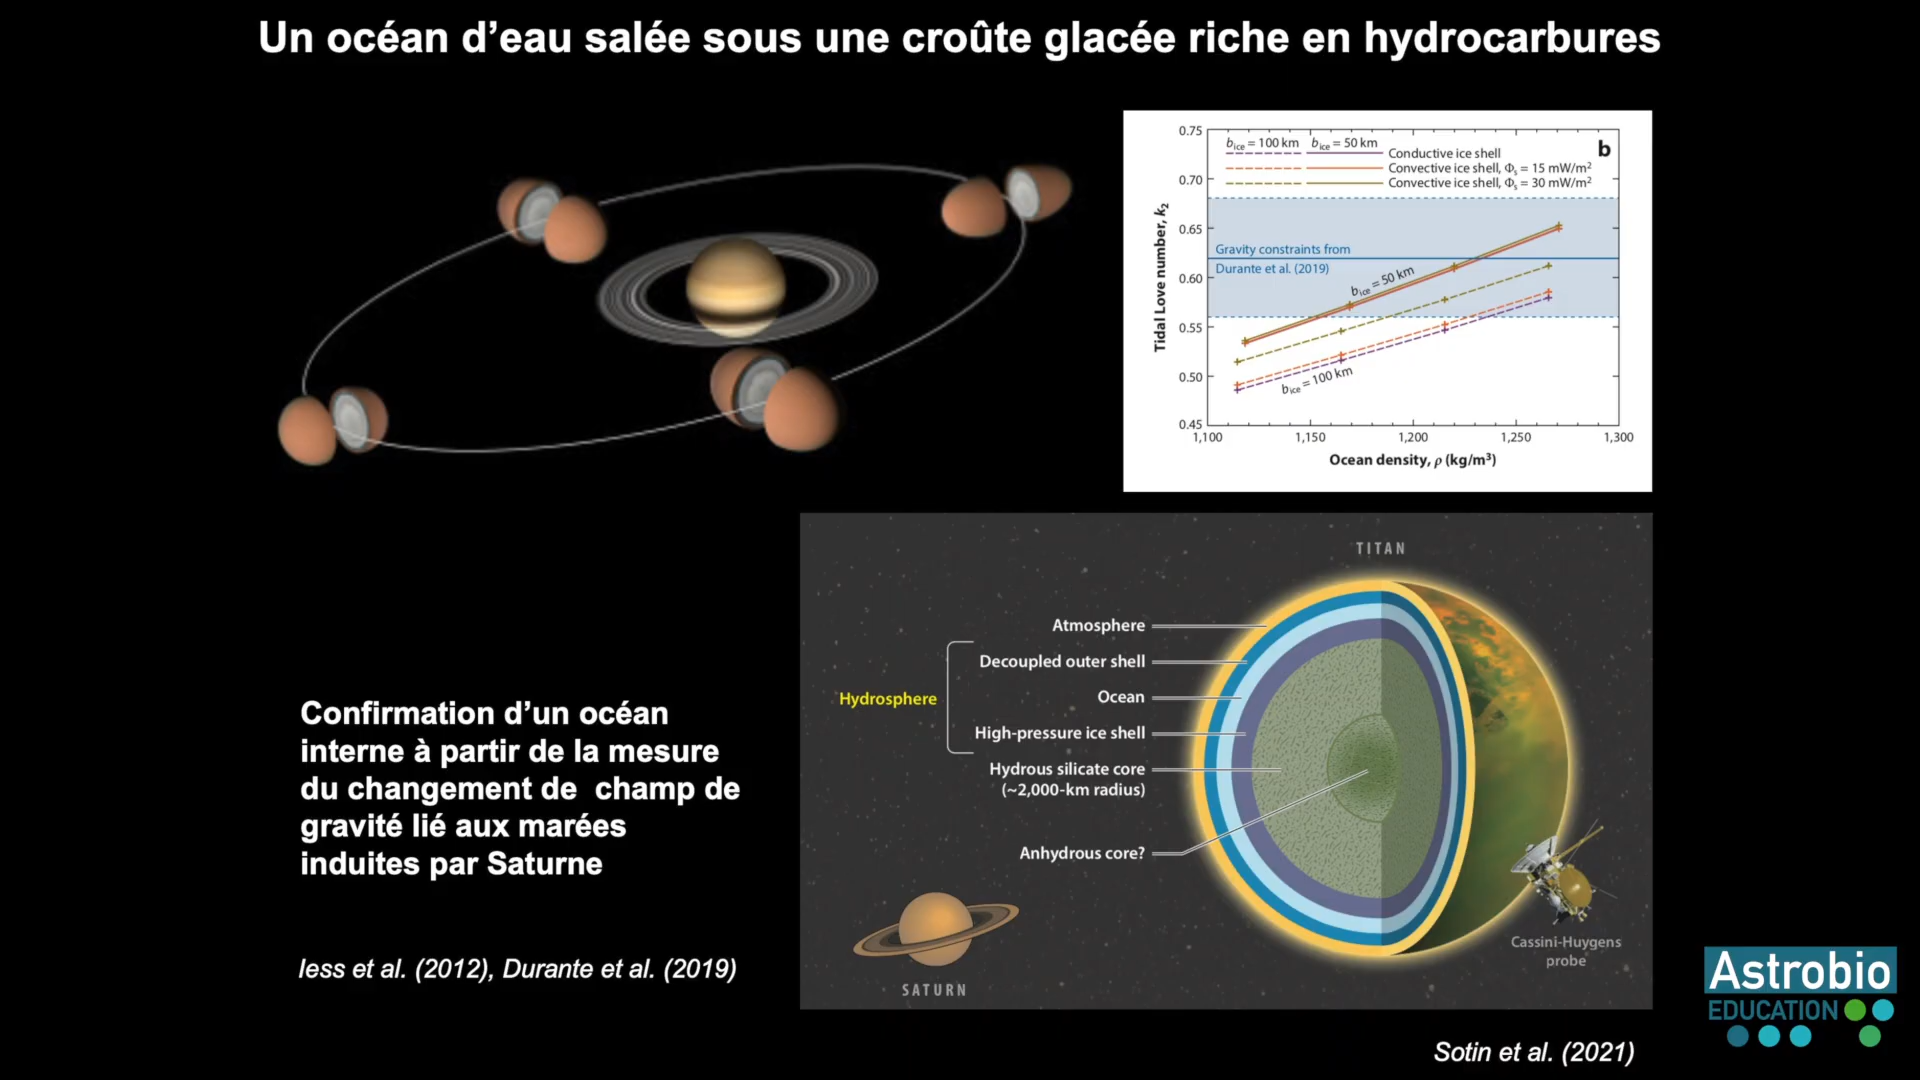 Un océan d’eau salée sous une croûte glacée riche en hydrocarbures
0.75
0.70
0.65
0.60
0.55
0.50
0.45
Tidal Love number, k2
bice = 100 km bice = 50 km
b
Conductive ice shell
Convective ice shell, Φs = 15 mW/m2
Convective ice shell, Φs = 30 mW/m2
Gravity constraints from
Durante et al. (2019)
bice = 50 km
bice = 100 km
1,100 1,150 1,200 1,250 1,300
Ocean density, ρ (kg/m3)
TITAN
Atmosphere
Decoupled outer shell
Hydrosphere
Ocean
High-pressure ice shell
Hydrous silicate core
(~2,000-km radius)
Anhydrous core?
SATURN
Cassini-Huygens
probe
Confirmation d’un océan
interne à partir de la mesure
du changement de  champ de
gravité lié aux marées
induites par Saturne
Iess et al. (2012), Durante et al. (2019)
Sotin et al. (2021)
Astrobio
EDUCATION